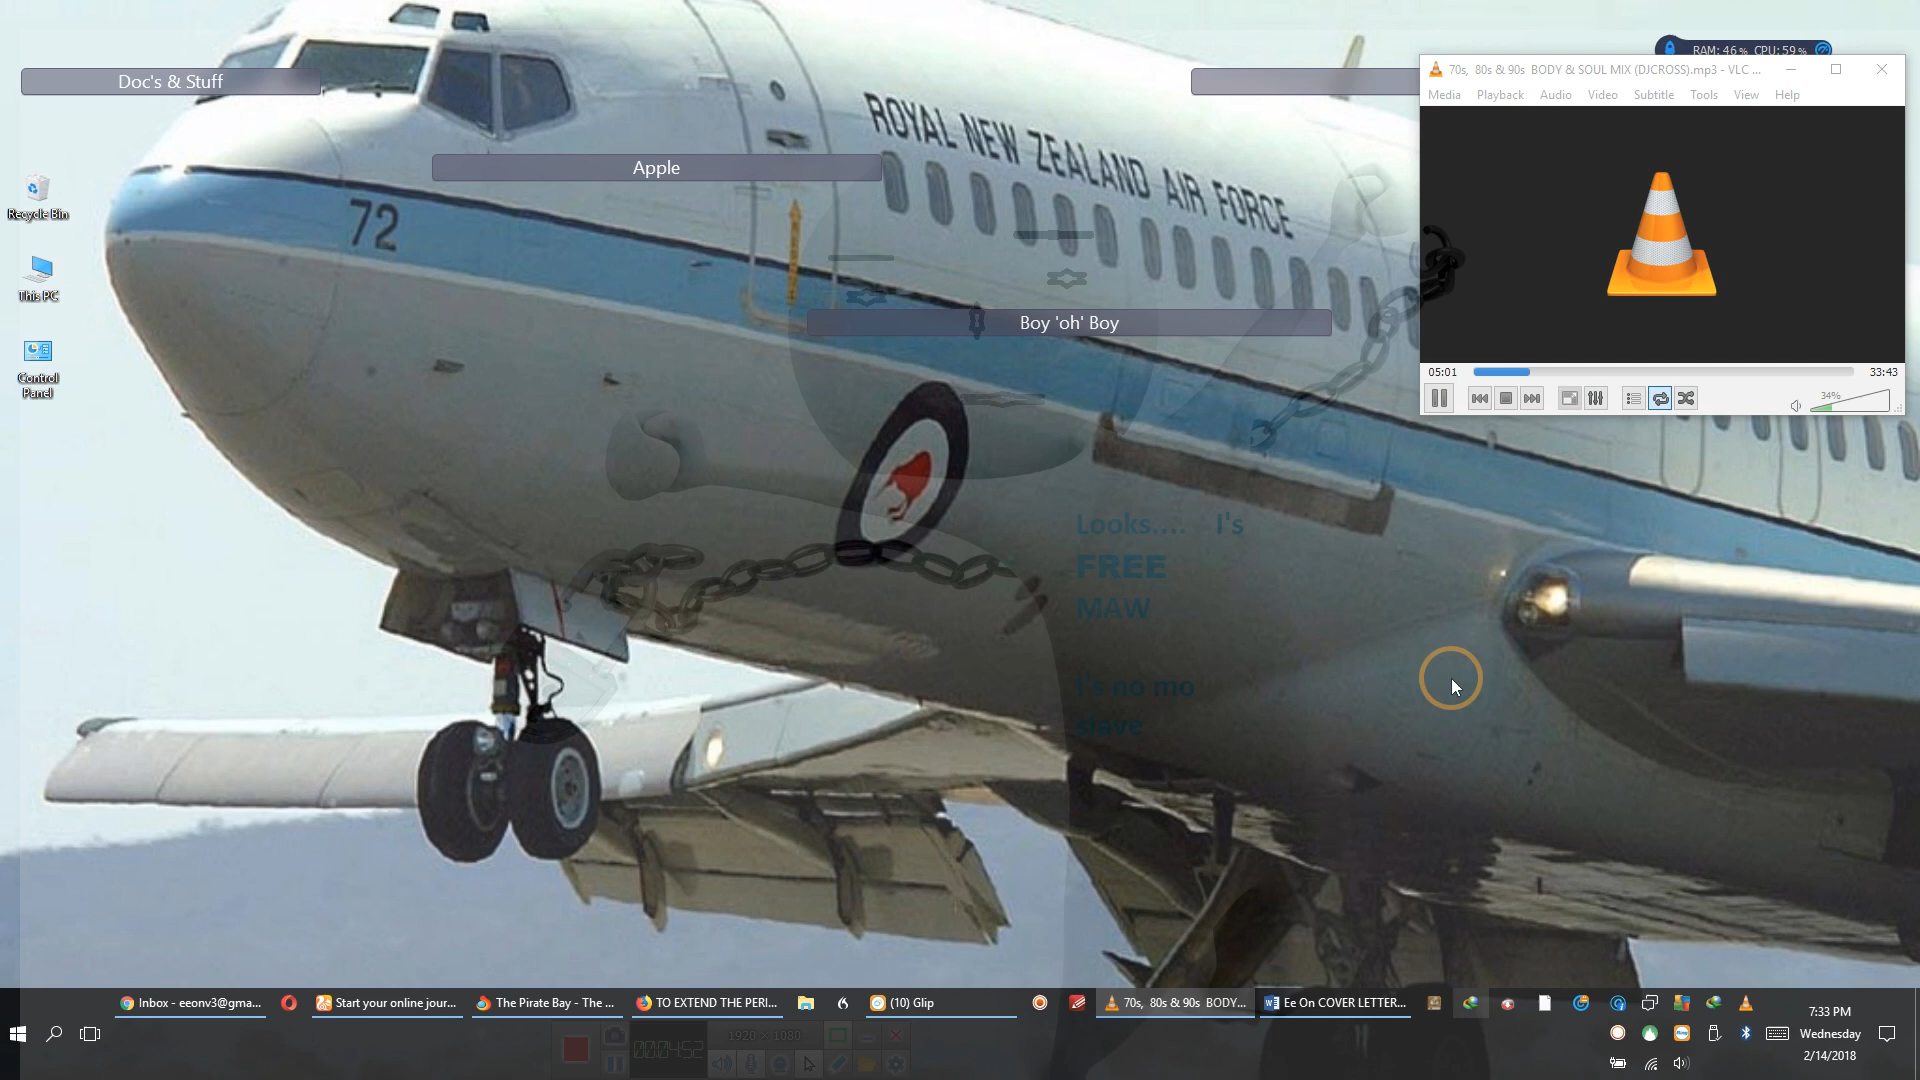 RAM: 46% CPU: 59%
70s, 80s & 90s BODY & SOUL MIX (DJCROSS).mp3 - VLC ...
Doc's & Stuff
Media Playback Audio Video Subtitle Tools View Help
ROYAL NEW ZEALAND AIR FORCE
Apple
72
Recycle Bin
This PC
Boy 'oh' Boy
Control
Panel
05:01 33:43
34%
Looks.... I's
FREE
MAW
I's no mo
slave
Inbox - eeonv3@gma...
Start your online jour...
The Pirate Bay - The ...
TO EXTEND THE PERI...
(10) Glip
70s, 80s & 90s BODY...
Ee On COVER LETTER...
7:33 PM
Wednesday
2/14/2018
1920 × 1080
00:04:52